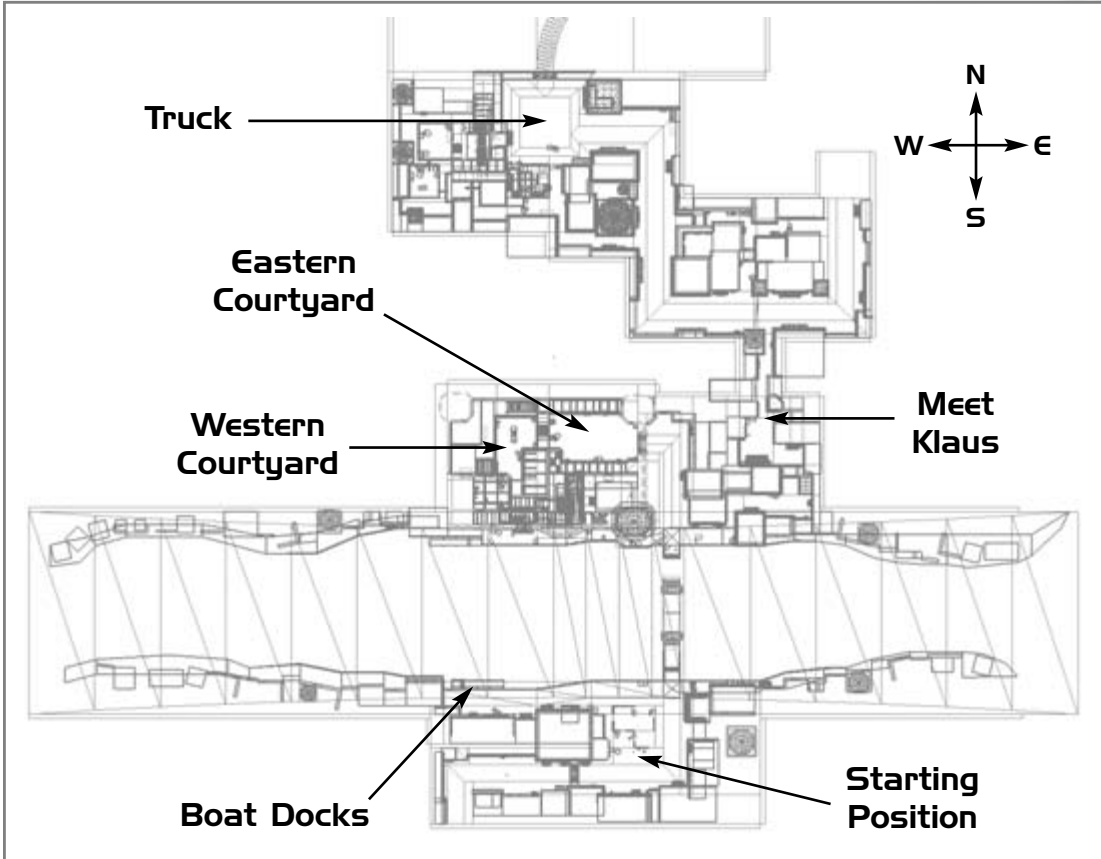 N
Truck
W E
S
Eastern
Courtyard
Western
Courtyard
Meet
Klaus
Starting
Position
Boat Docks